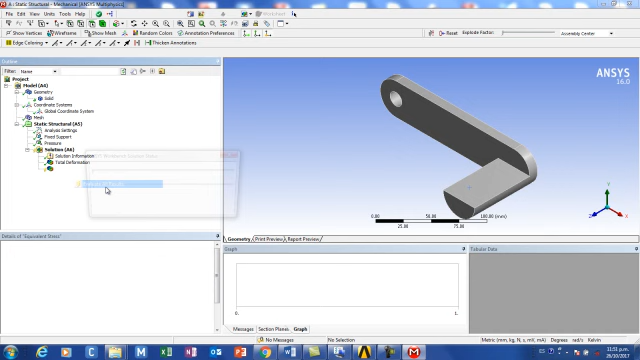 A : Static Structural - Mechanical [ANSYS Multiphysics]
File Edit View Units Tools Help
Worksheet
Show Vertices Wireframe Show Mesh Random Colors Annotation Preferences
Reset Explode Factor: Assembly Center
Edge Coloring Thicken Annotations
Outline
Filter: Name
Project
Model (A4)
Geometry
Solid
Coordinate Systems
Global Coordinate System
Mesh
Static Structural (A5)
Analysis Settings
Fixed Support
Pressure
Solution (A6)
Solution Information
Total Deformation
Details of "Equivalent Stress"
ANSYS
16.0
0.00 50.00 100.00 (mm)
25.00 75.00
Y
Z X
Geometry Print Preview Report Preview
Graph
Tabular Data
0. 1.
Messages Section Planes Graph
No Messages No Selection Metric (mm, kg, N, s, mV, mA) Degrees rad/s Kelvin
ES
11:51 p.m.
26/10/2017